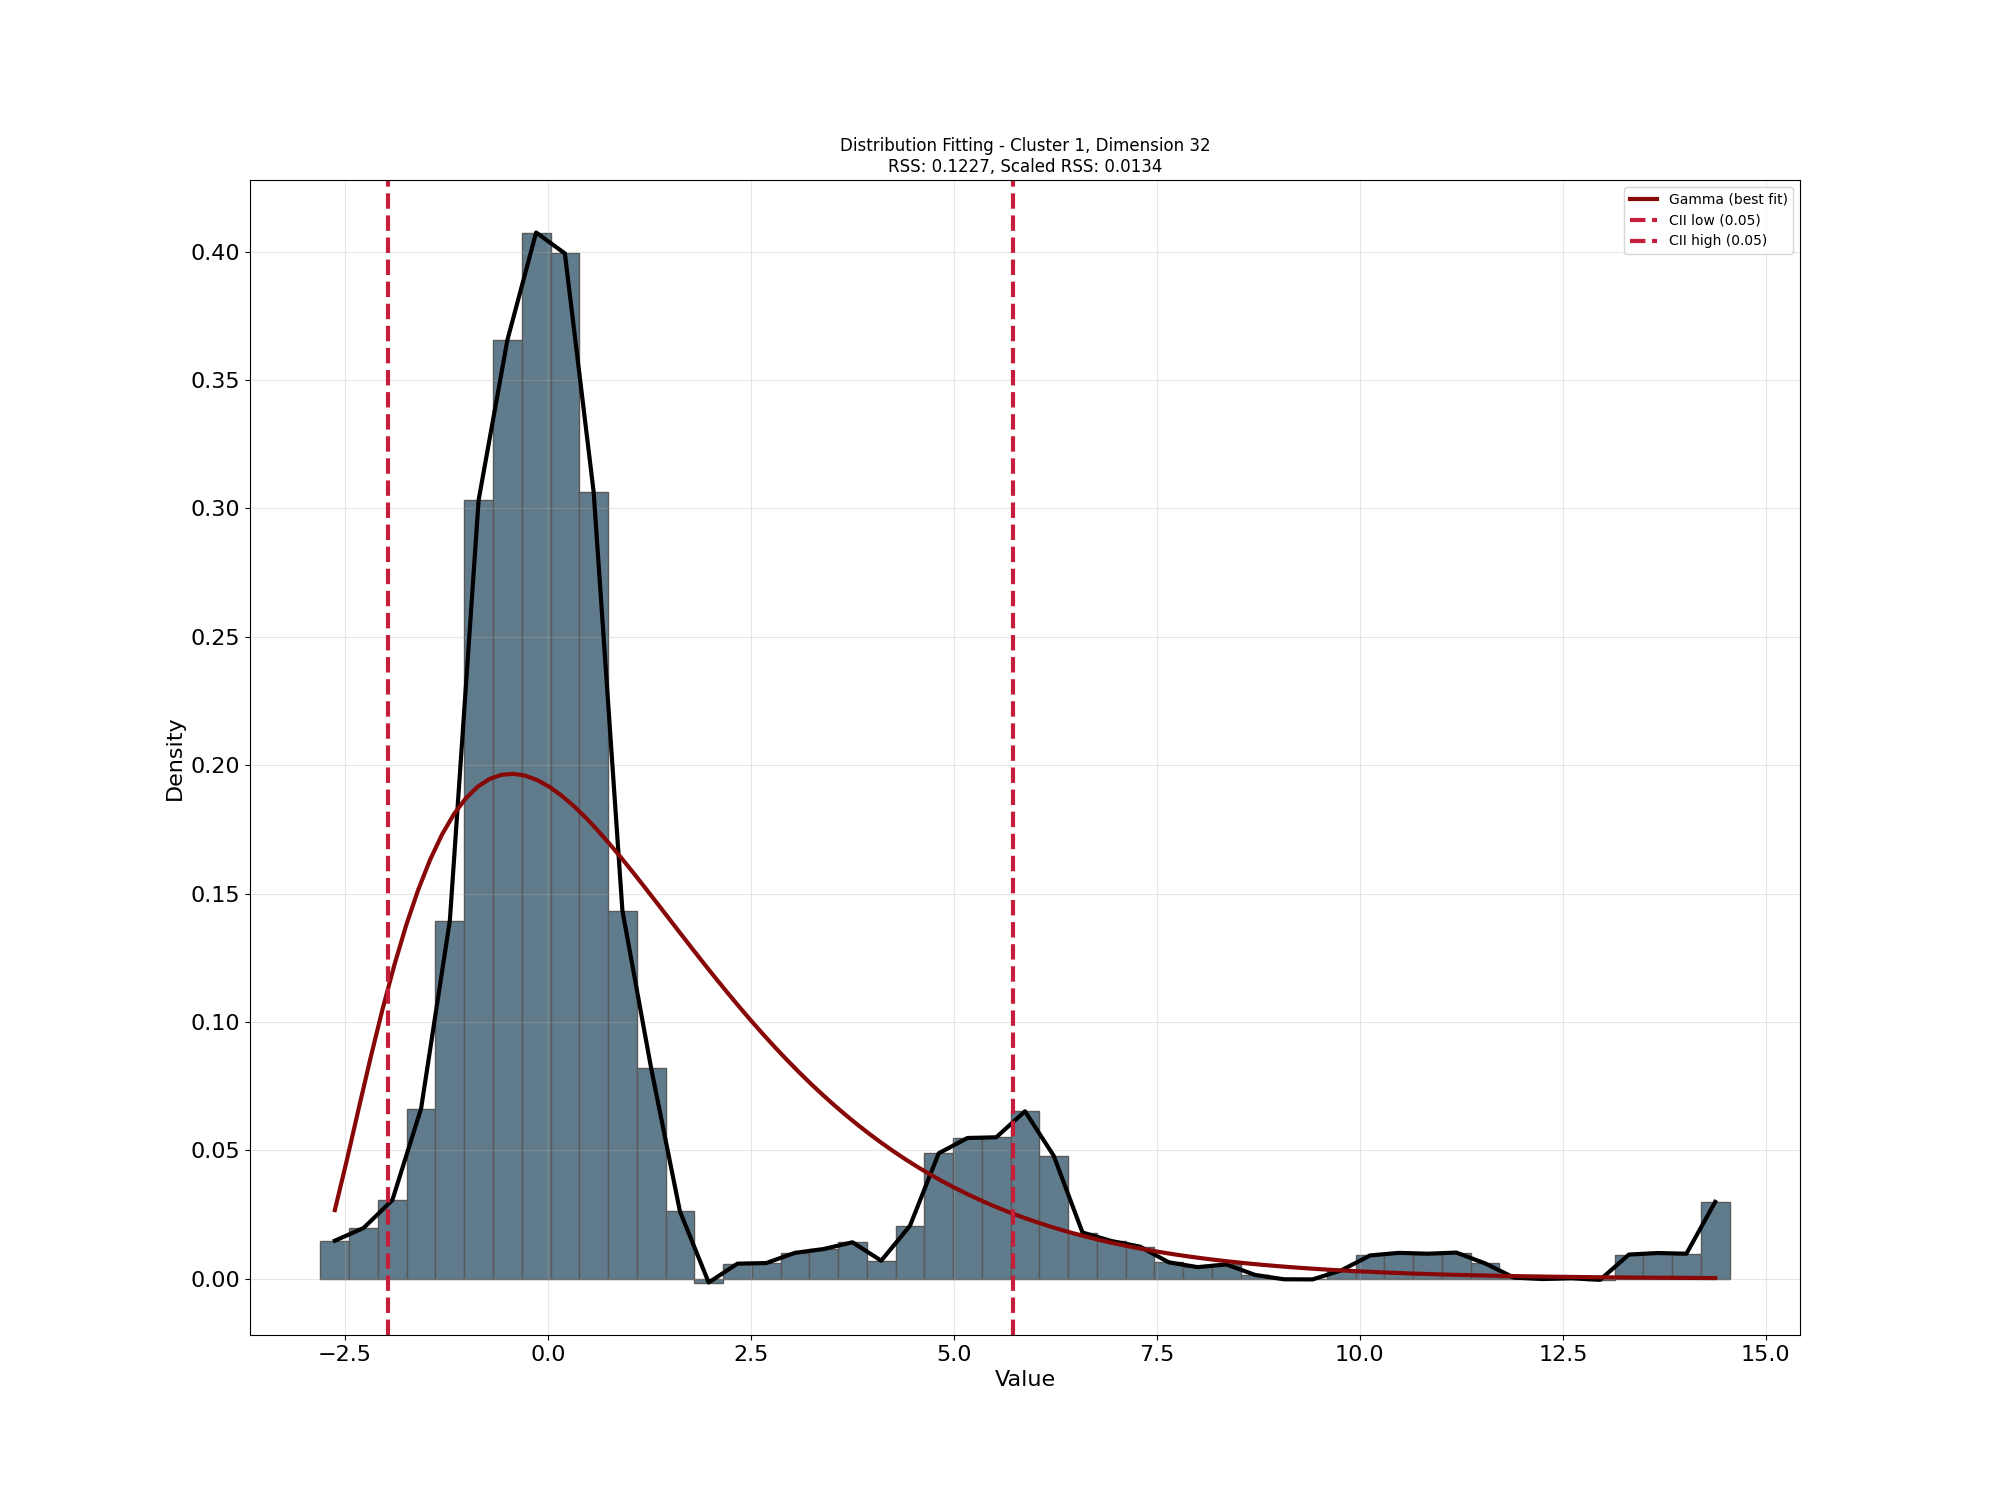 Distribution Fitting - Cluster 1, Dimension 32
RSS: 0.1227, Scaled RSS: 0.0134
Gamma (best fit)
CII low (0.05)
CII high (0.05)
0.40
0.35
0.30
0.25
0.20
0.15
0.10
0.05
0.00
Density
−2.5 0.0 2.5 5.0 7.5 10.0 12.5 15.0
Value